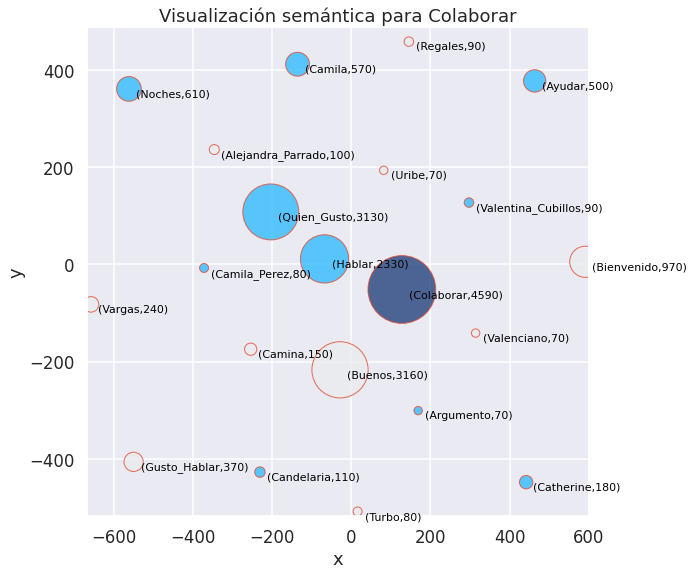 Visualización semántica para Colaborar
(Regales,90)
(Camila,570)
(Ayudar,500)
(Noches,610)
(Alejandra_Parrado,100)
(Uribe,70)
(Valentina_Cubillos,90)
(Quien_Gusto,3130)
(Hablar,2330)
(Bienvenido,970)
(Camila_Perez,80)
(Colaborar,4590)
(Vargas,240)
(Valenciano,70)
(Camina,150)
(Buenos,3160)
(Argumento,70)
(Gusto_Hablar,370)
(Candelaria,110)
(Catherine,180)
(Turbo,80)
y
400
200
0
−200
−400
−600
−400
−200
0
200
400
600
x